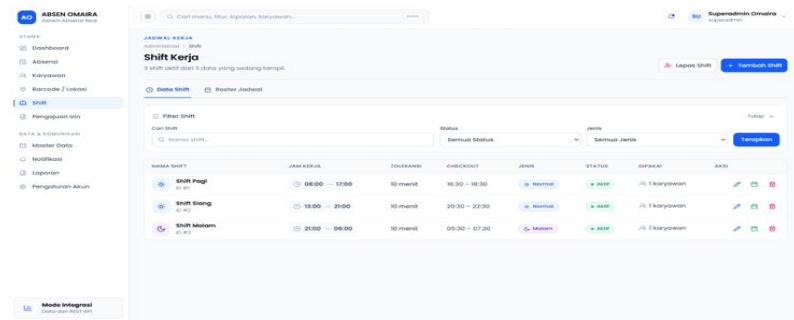 AO ABSEN OMAIRA
Sistem Absensi Resti
Cari menu, fitur, laporan, karyawan...
SU Superadmin Omaira
superadmin
UTAMA
Dashboard
Absensi
Karyawan
Barcode / Lokasi
Shift
Pengajuan Izin
DATA & KOMUNIKASI
Master Data
Notifikasi
Laporan
Pengaturan Akun
Mode Integrasi
Data dari REST API
JADWAL KERJA
Administrasi > Shift
Shift Kerja
3 shift aktif dari 3 data yang sedang tampil.
Lepas Shift
+ Tambah Shift
Data Shift Roster Jadwal
Filter Shift Tutup
Cari Shift Status Jenis
Nama shift... Semua Status Semua Jenis Terapkan
NAMA SHIFT JAM KERJA TOLERANSI CHECKOUT JENIS STATUS DIPAKAI AKSI
Shift Pagi 08:00 — 17:00 10 menit 16:30 - 18:30 Normal Aktif 1 karyawan
ID #1
Shift Siang 13:00 — 21:00 10 menit 20:30 - 22:30 Normal Aktif 1 karyawan
ID #2
Shift Malam 21:00 — 06:00 10 menit 05:30 - 07:30 Malam Aktif 1 karyawan
ID #3